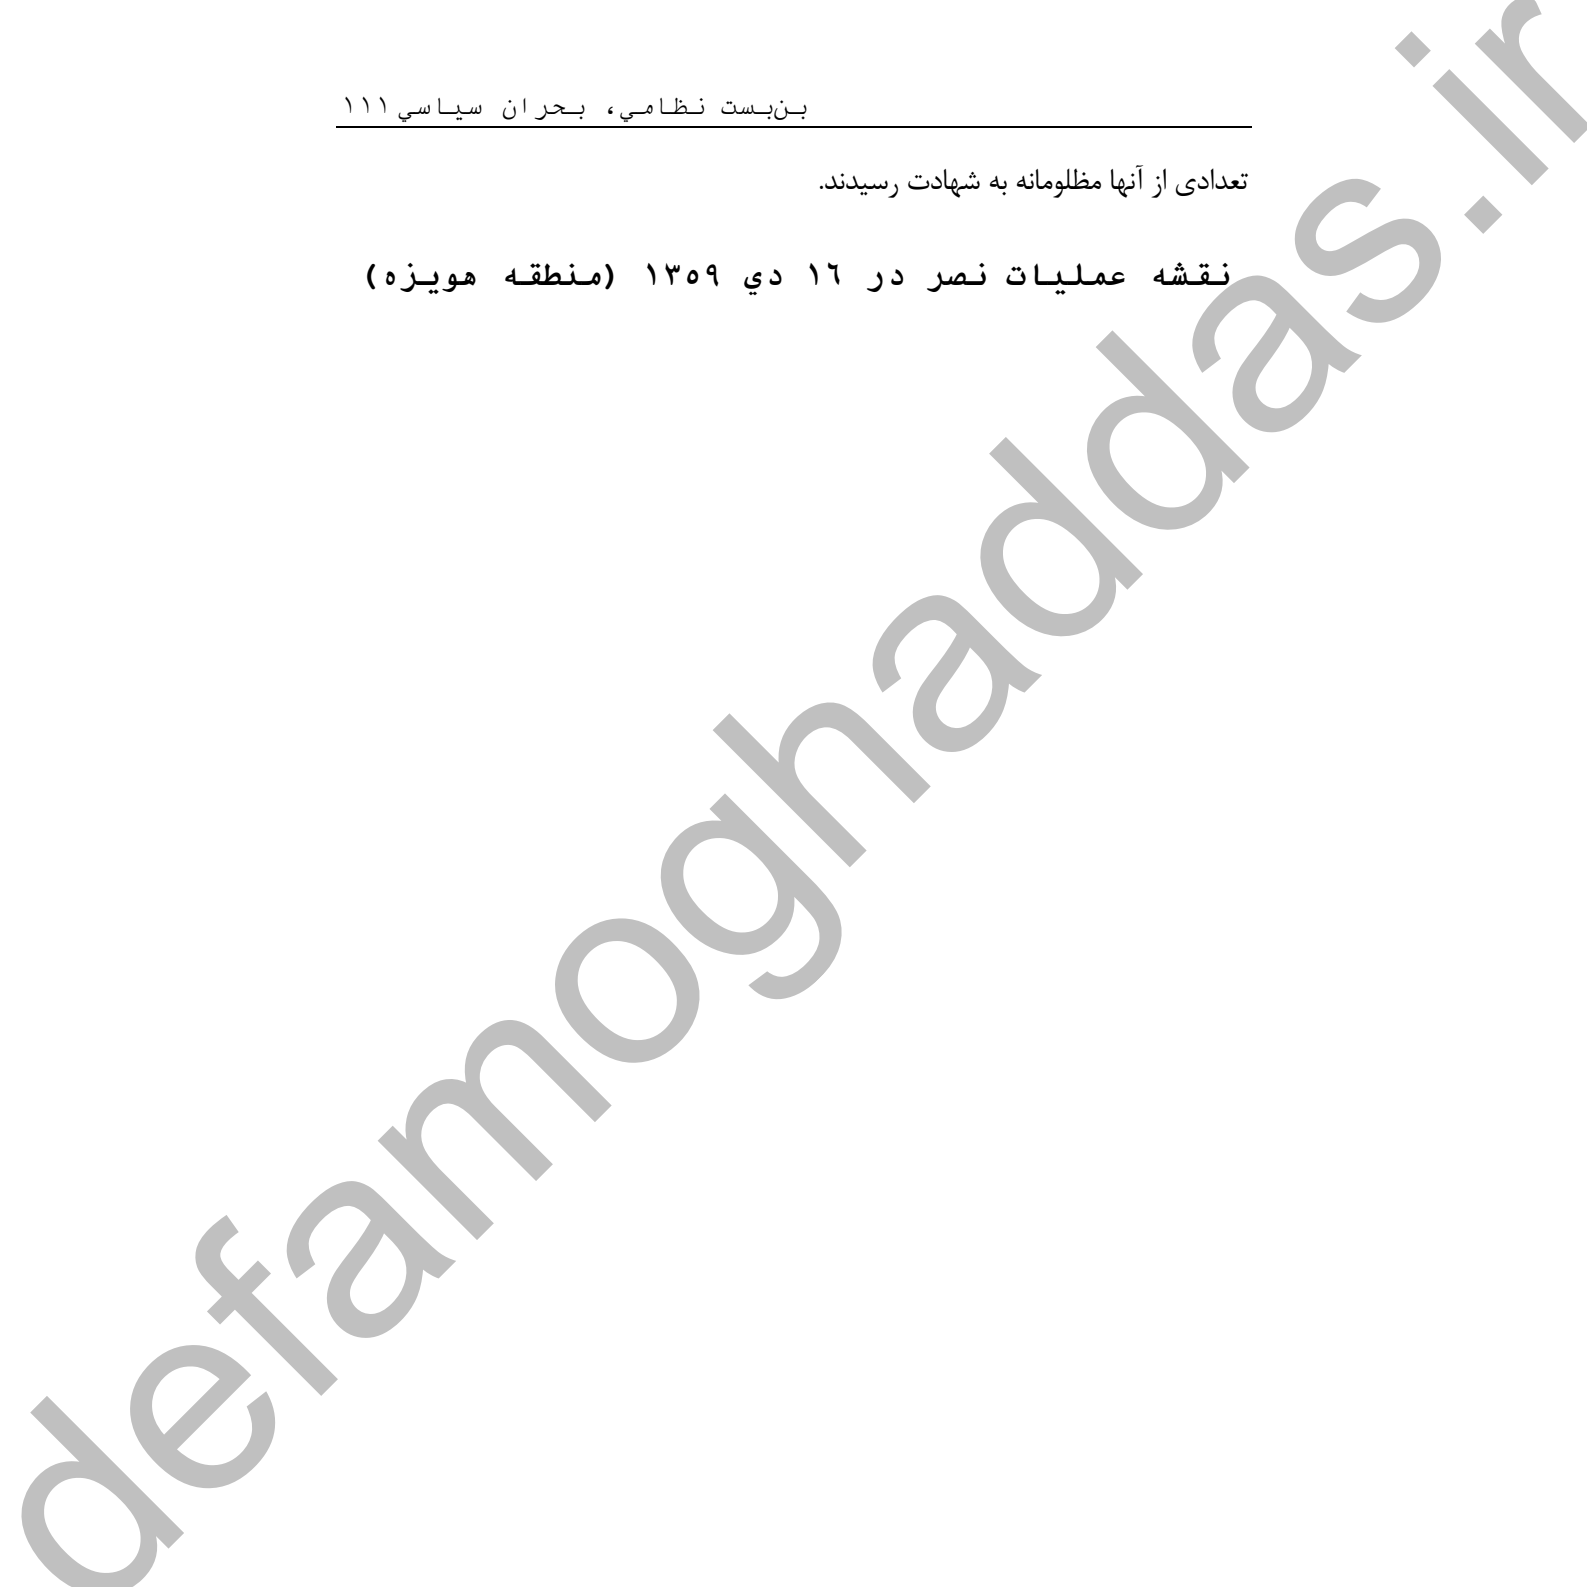 بن‌بست نظامي، بحران سياسي ١١١
تعدادی از آنها مظلومانه به شهادت رسیدند.
نقشه عمليات نصر در ١٦ دي ١٣٥٩ (منطقه هويزه)
defamoghaddas.ir